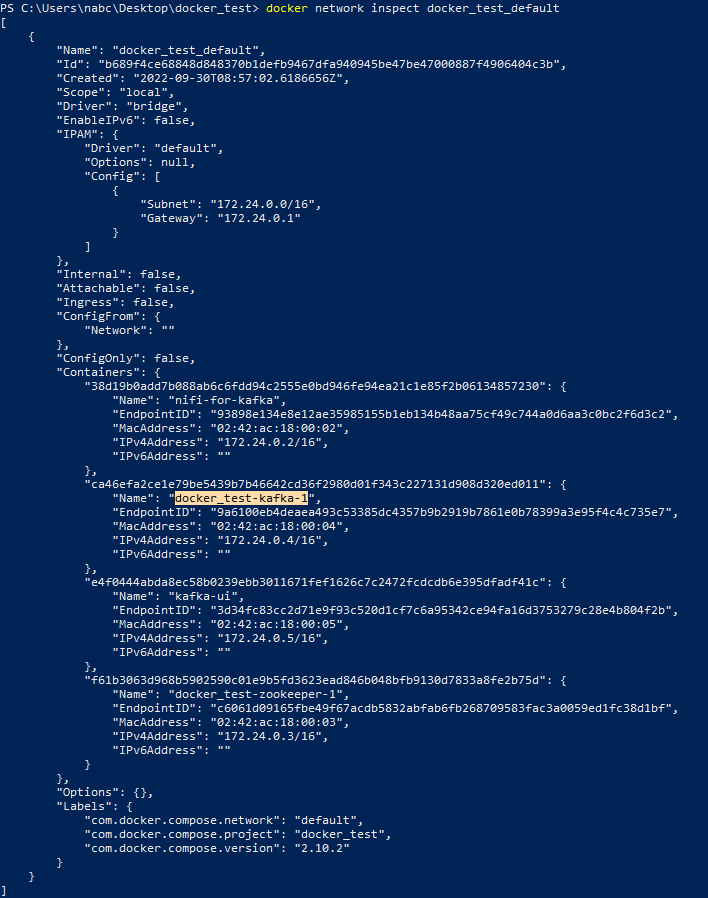 PS C:\Users\nabc\Desktop\docker_test> docker network inspect docker_test_default
[
    {
        "Name": "docker_test_default",
        "Id": "b689f4ce68848d848370b1defb9467dfa940945be47be47000887f4906404c3b",
        "Created": "2022-09-30T08:57:02.6186656Z",
        "Scope": "local",
        "Driver": "bridge",
        "EnableIPv6": false,
        "IPAM": {
            "Driver": "default",
            "Options": null,
            "Config": [
                {
                    "Subnet": "172.24.0.0/16",
                    "Gateway": "172.24.0.1"
                }
            ]
        },
        "Internal": false,
        "Attachable": false,
        "Ingress": false,
        "ConfigFrom": {
            "Network": ""
        },
        "ConfigOnly": false,
        "Containers": {
            "38d19b0add7b088ab6c6fdd94c2555e0bd946fe94ea21c1e85f2b06134857230": {
                "Name": "nifi-for-kafka",
                "EndpointID": "93898e134e8e12ae35985155b1eb134b48aa75cf49c744a0d6aa3c0bc2f6d3c2",
                "MacAddress": "02:42:ac:18:00:02",
                "IPv4Address": "172.24.0.2/16",
                "IPv6Address": ""
            },
            "ca46efa2ce1e79be5439b7b46642cd36f2980d01f343c227131d908d320ed011": {
                "Name": "docker_test-kafka-1",
                "EndpointID": "9a6100eb4deaea493c53385dc4357b9b2919b7861e0b78399a3e95f4c4c735e7",
                "MacAddress": "02:42:ac:18:00:04",
                "IPv4Address": "172.24.0.4/16",
                "IPv6Address": ""
            },
            "e4f0444abda8ec58b0239ebb3011671fef1626c7c2472fcdcdb6e395dfadf41c": {
                "Name": "kafka-ui",
                "EndpointID": "3d34fc83cc2d71e9f93c520d1cf7c6a95342ce94fa16d3753279c28e4b804f2b",
                "MacAddress": "02:42:ac:18:00:05",
                "IPv4Address": "172.24.0.5/16",
                "IPv6Address": ""
            },
            "f61b3063d968b5902590c01e9b5fd3623ead846b048bfb9130d7833a8fe2b75d": {
                "Name": "docker_test-zookeeper-1",
                "EndpointID": "c6061d09165fbe49f67acdb5832abfab6fb268709583fac3a0059ed1fc38d1bf",
                "MacAddress": "02:42:ac:18:00:03",
                "IPv4Address": "172.24.0.3/16",
                "IPv6Address": ""
            }
        },
        "Options": {},
        "Labels": {
            "com.docker.compose.network": "default",
            "com.docker.compose.project": "docker_test",
            "com.docker.compose.version": "2.10.2"
        }
    }
]